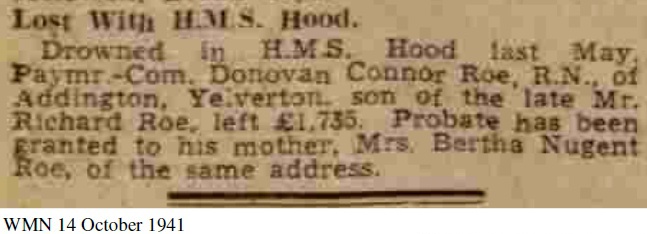 Lost With H.M.S. Hood.
Drowned in H.M.S. Hood last May,
Paymr.-Com. Donovan Connor Roe, R.N., of
Addington, Yelverton, son of the late Mr.
Richard Roe, left £1,735. Probate has been
granted to his mother, Mrs. Bertha Nugent
Roe, of the same address.
WMN 14 October 1941